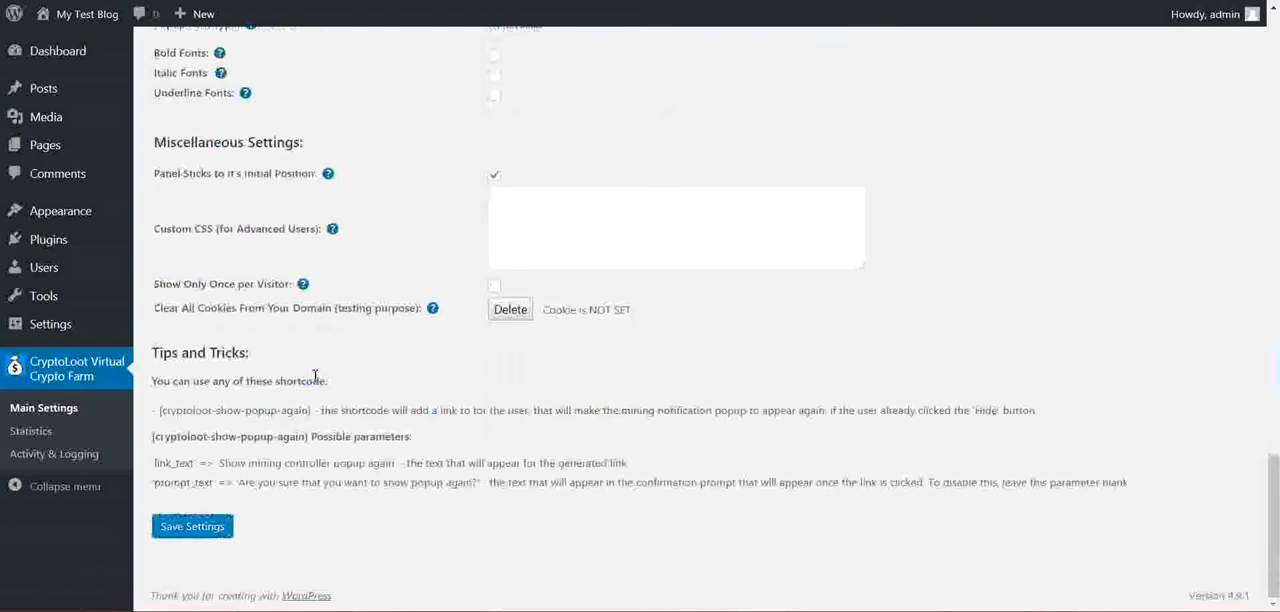 My Test Blog
0
New
Howdy, admin
Dashboard
Posts
Media
Pages
Comments
Appearance
Plugins
Users
Tools
Settings
CryptoLoot Virtual
Crypto Farm
Main Settings
Statistics
Activity & Logging
Collapse menu
Bold Fonts:
Italic Fonts
Underline Fonts:
Miscellaneous Settings:
Panel Sticks to it's Initial Position:
Custom CSS (for Advanced Users):
Show Only Once per Visitor:
Clear All Cookies From Your Domain (testing purpose):
Delete
Cookie is NOT SET
Tips and Tricks:
You can use any of these shortcode:
- [cryptoloot-show-popup-again] - this shortcode will add a link to for the user, that will make the mining notification popup to appear again, if the user already clicked the 'Hide' button
[cryptoloot-show-popup-again] Possible parameters:
'link_text' => 'Show mining controller popup again' - the text that will appear for the generated link
'prompt_text' => 'Are you sure that you want to show popup again?' - the text that will appear in the confirmation prompt that will appear once the link is clicked. To disable this, leave this parameter blank
Save Settings
Thank you for creating with WordPress
Version 4.9.1